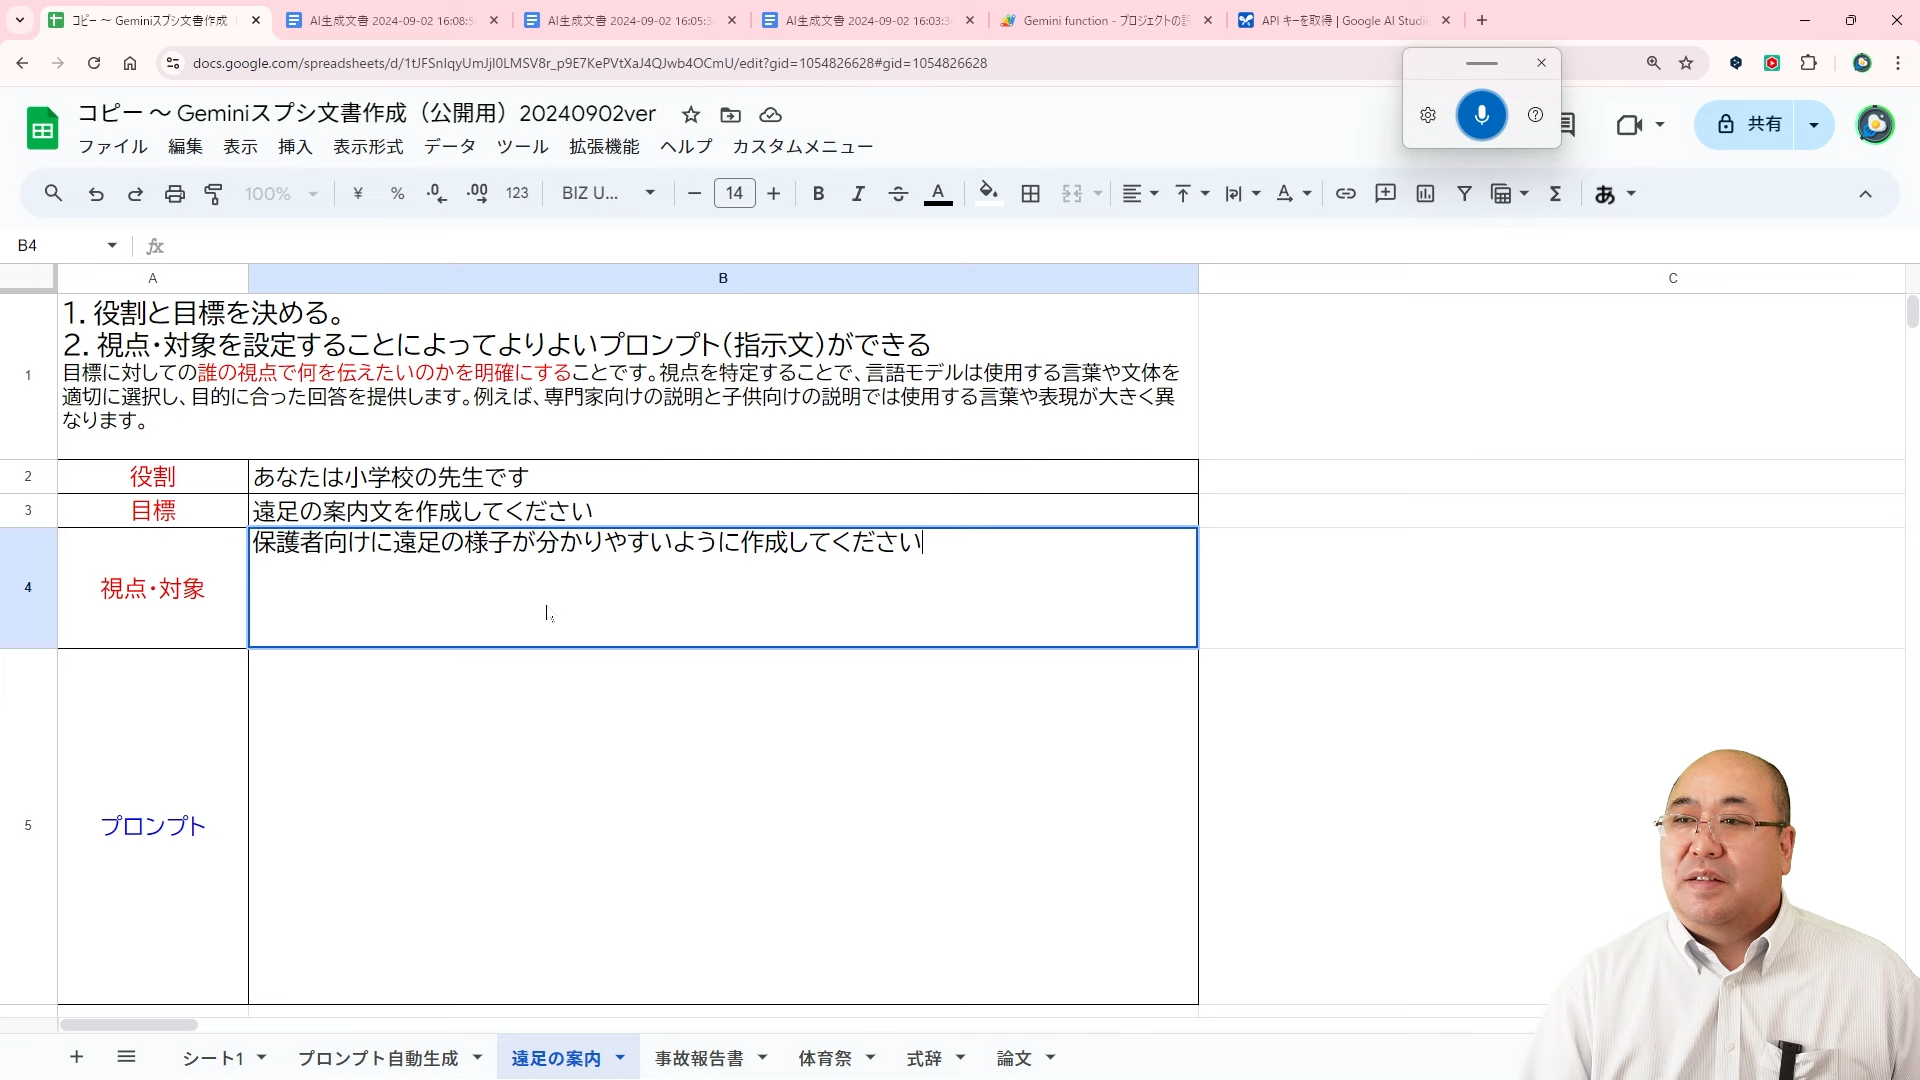 コピー ～ Geminiスプシ文書作成
AI生成文書 2024-09-02 16:08:5
AI生成文書 2024-09-02 16:05:3
AI生成文書 2024-09-02 16:03:3
Gemini function - プロジェクトの
API キーを取得 | Google AI Studi
docs.google.com/spreadsheets/d/1tJFSnIqyUmJjI0LMSV8r_p9E7KePVtXaJ4QJwb4OCmU/edit?gid=1054826628#gid=1054826628
コピー ～ Geminiスプシ文書作成（公開用）20240902ver
共有
ファイル 編集 表示 挿入 表示形式 データ ツール 拡張機能 ヘルプ カスタムメニュー
100% ¥ % .0 .00 123 BIZ U... 14 B I A あ
B4 fx
A B C
1
1. 役割と目標を決める。
2. 視点・対象を設定することによってよりよいプロンプト（指示文）ができる
目標に対しての誰の視点で何を伝えたいのかを明確にすることです。視点を特定することで、言語モデルは使用する言葉や文体を
適切に選択し、目的に合った回答を提供します。例えば、専門家向けの説明と子供向けの説明では使用する言葉や表現が大きく異
なります。
2 役割 あなたは小学校の先生です
3 目標 遠足の案内文を作成してください
4 視点・対象 保護者向けに遠足の様子が分かりやすいように作成してください
5 プロンプト
シート1 プロンプト自動生成 遠足の案内 事故報告書 体育祭 式辞 論文